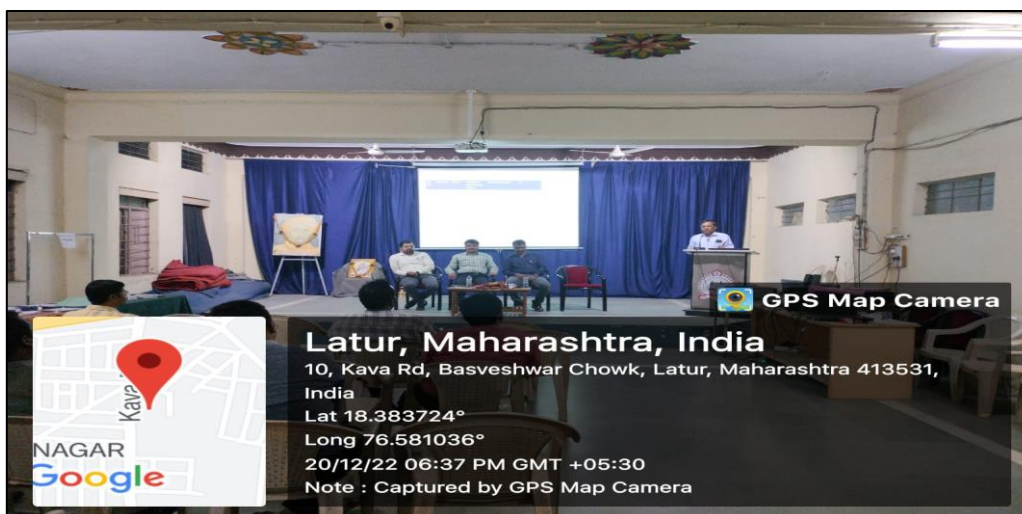 GPS Map Camera
Latur, Maharashtra, India
10, Kava Rd, Basveshwar Chowk, Latur, Maharashtra 413531,
India
Lat 18.383724°
Long 76.581036°
20/12/22 06:37 PM GMT +05:30
Note : Captured by GPS Map Camera
Kava
NAGAR
Google